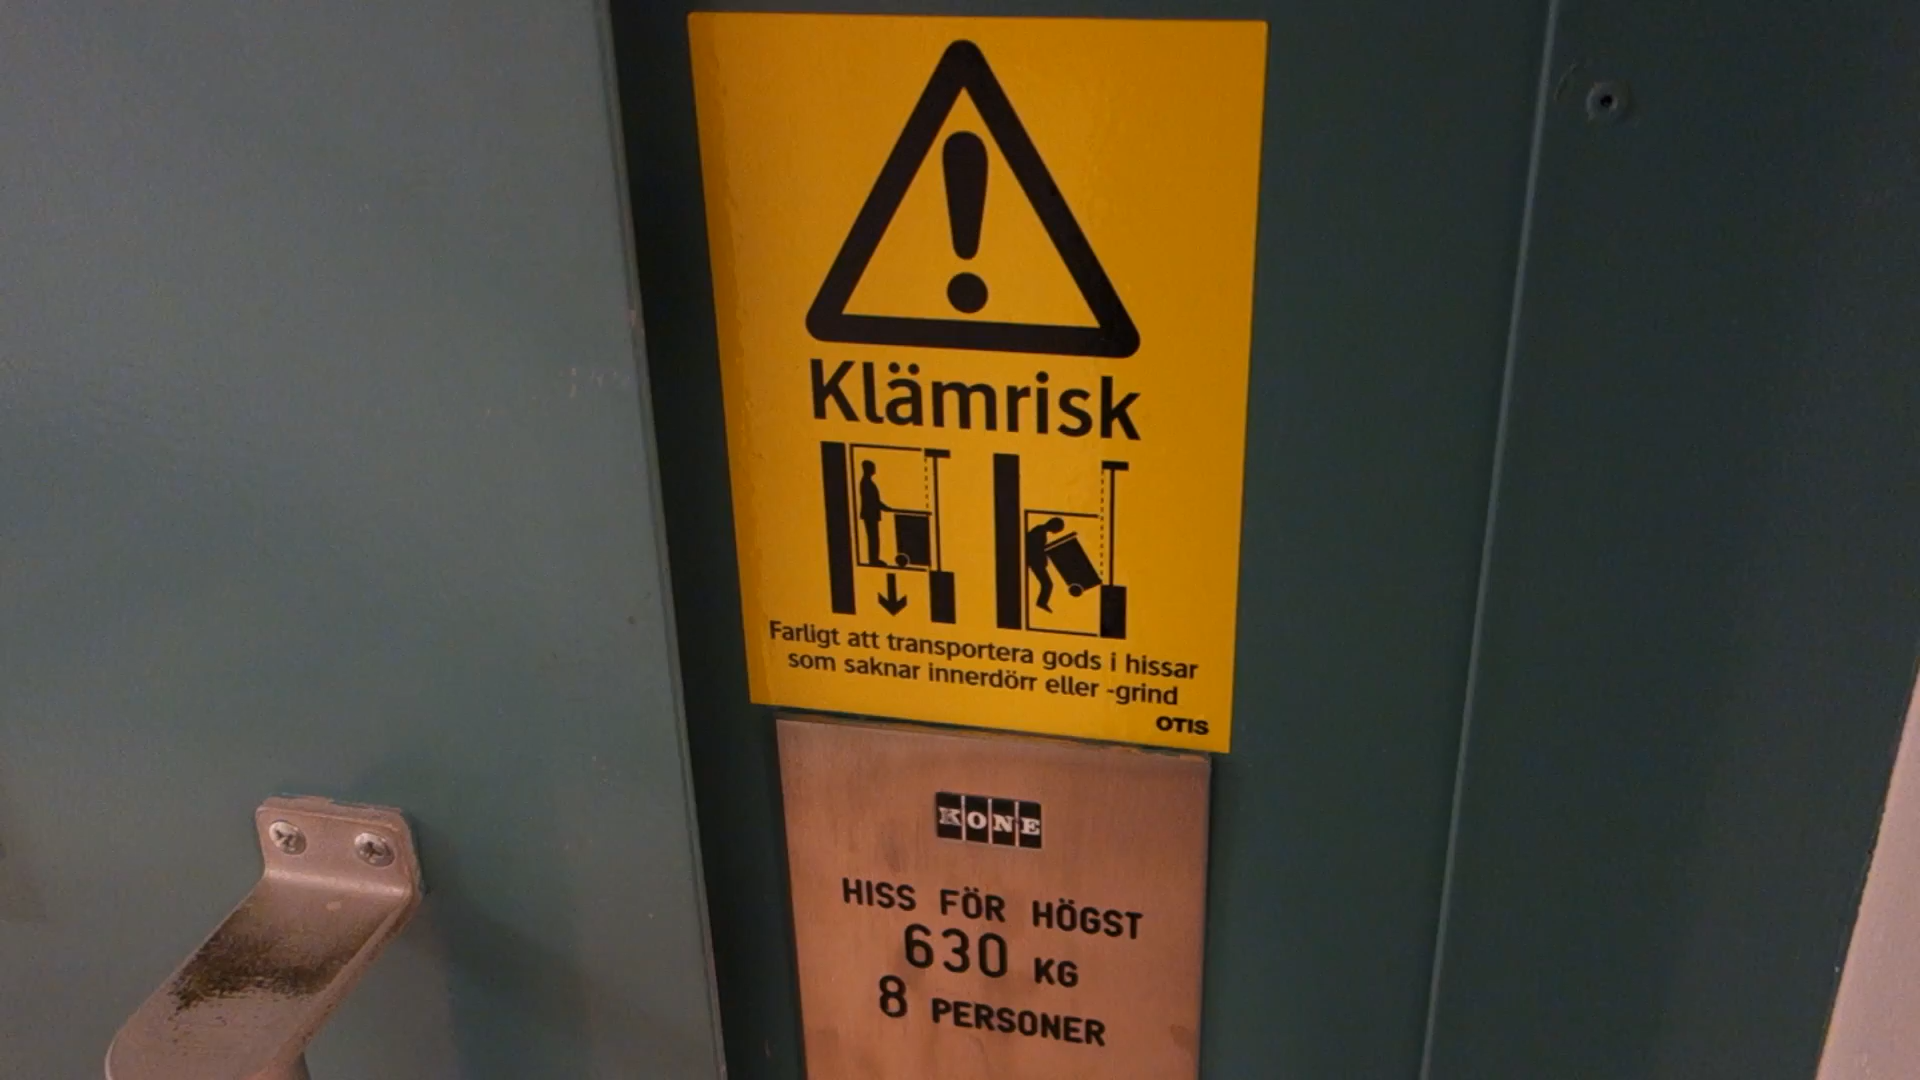 Klämrisk
Farligt att transportera gods i hissar
som saknar innerdörr eller -grind
OTIS
KONE
HISS FÖR HÖGST
630 KG
8 PERSONER